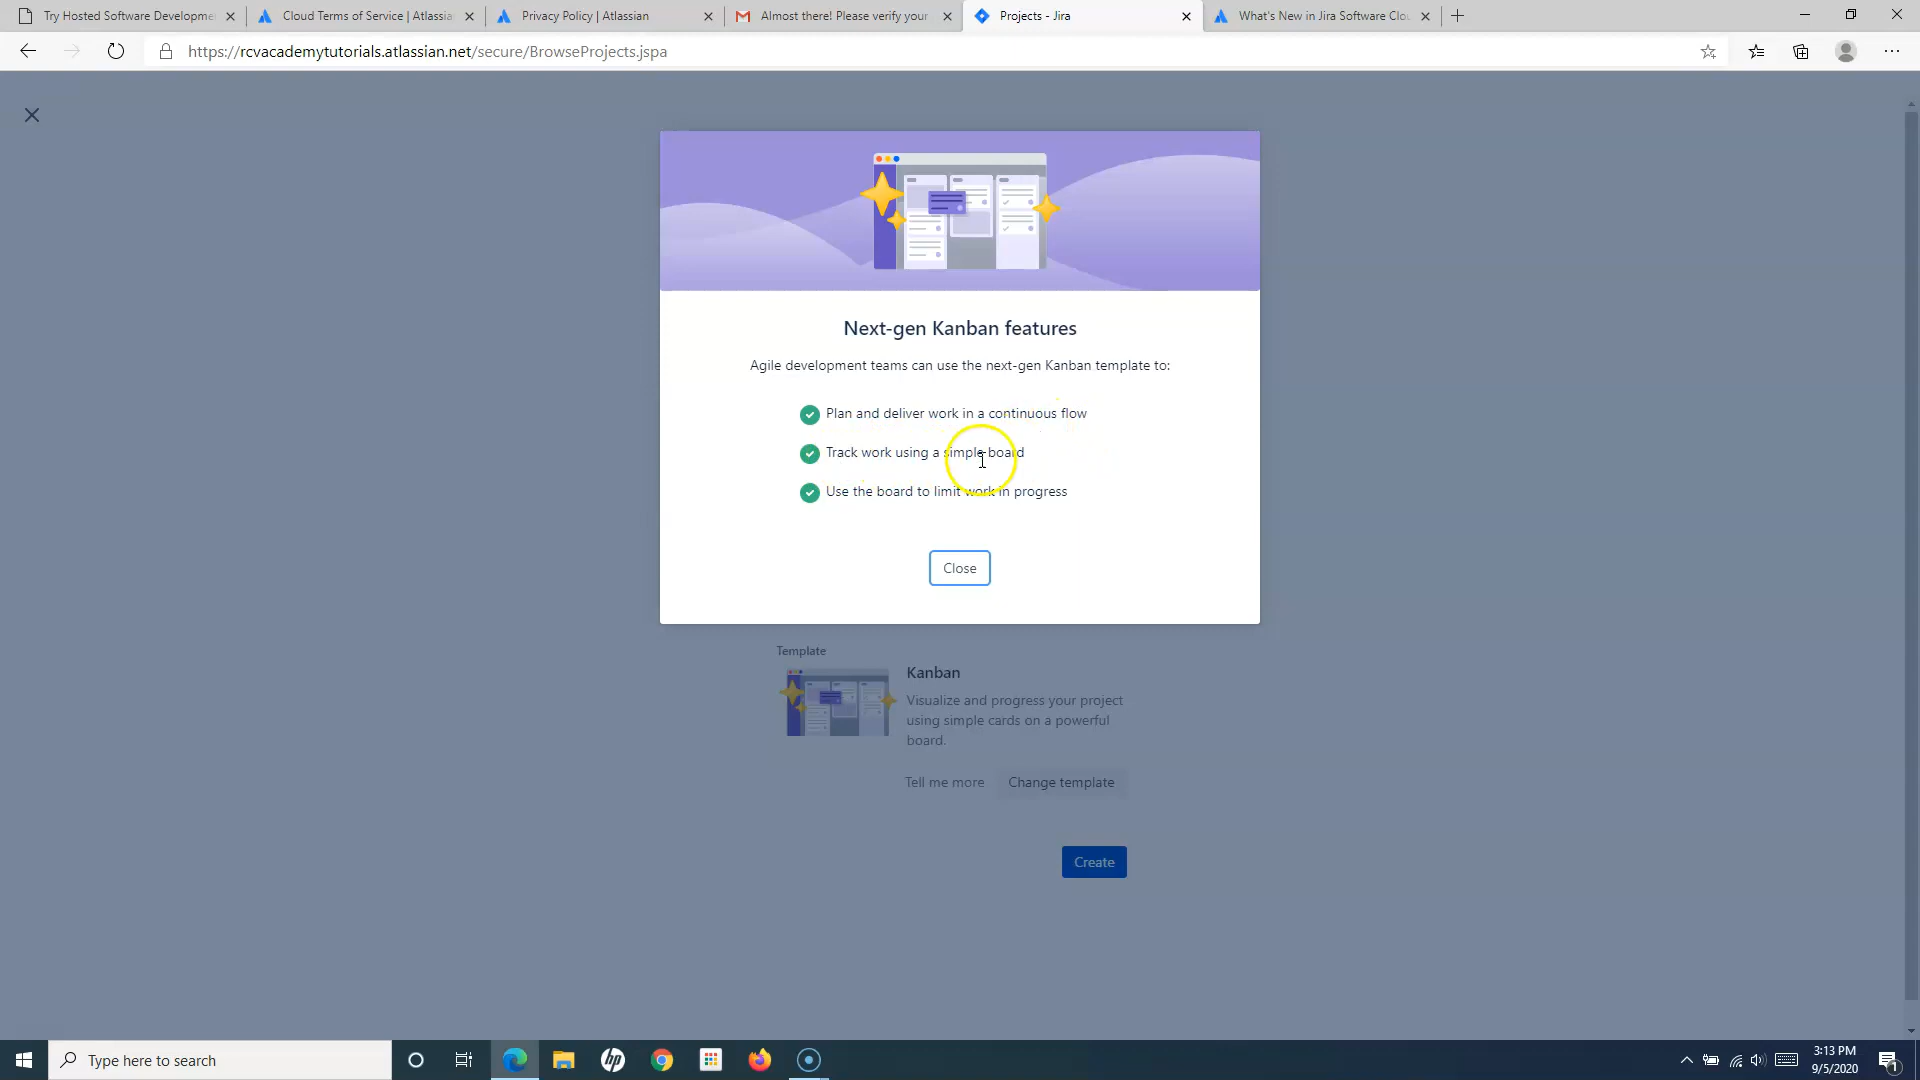 Try Hosted Software Developme
Cloud Terms of Service | Atlassia
Privacy Policy | Atlassian
Almost there! Please verify your
Projects - Jira
What's New in Jira Software Clou
https://rcvacademytutorials.atlassian.net/secure/BrowseProjects.jspa
Next-gen Kanban features
Agile development teams can use the next-gen Kanban template to:
Plan and deliver work in a continuous flow
Track work using a simple board
Use the board to limit work in progress
Close
Template
Kanban
Visualize and progress your project
using simple cards on a powerful
board.
Tell me more
Change template
Create
Type here to search
hp
3:13 PM
9/5/2020
1